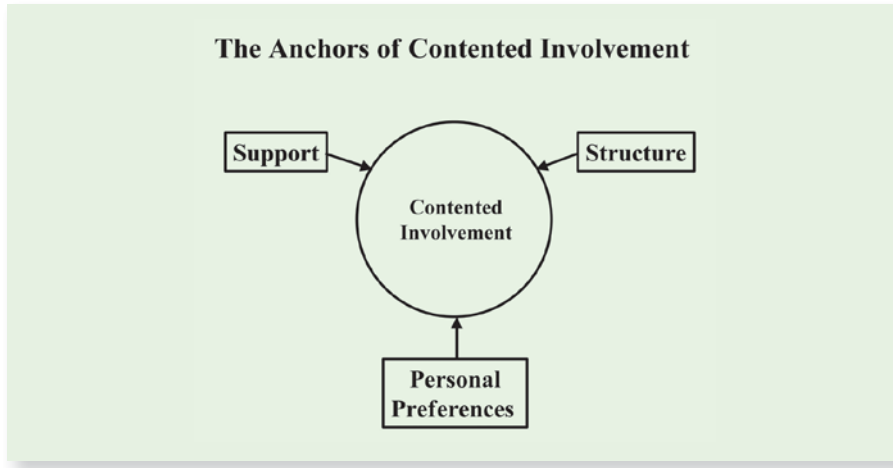 The Anchors of Contented Involvement
Support
Structure
Contented
Involvement
Personal
Preferences